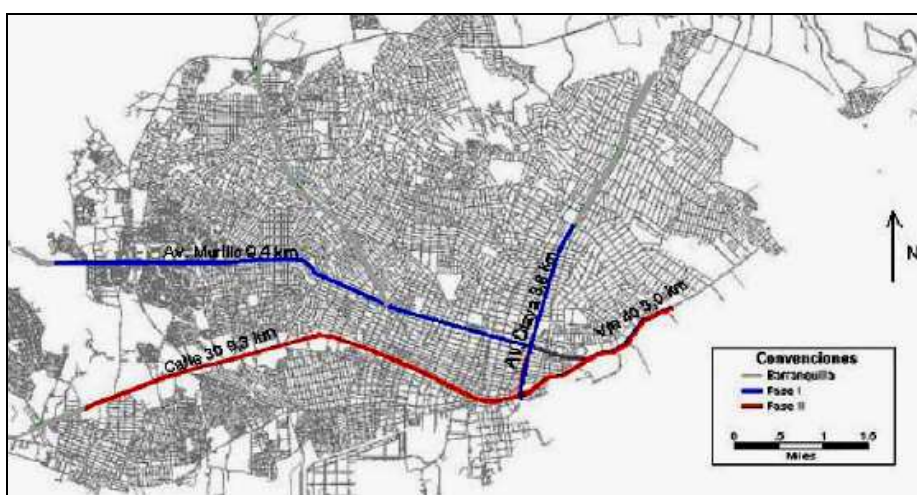 Av. Murillo 9,4 km
Av. Olaya 3,8 km
Vía 40 3,0 km
Calle 30 9,3 km
N
Convenciones
Barranquilla
Fase I
Fase II
0 .5 1 1.5
Miles